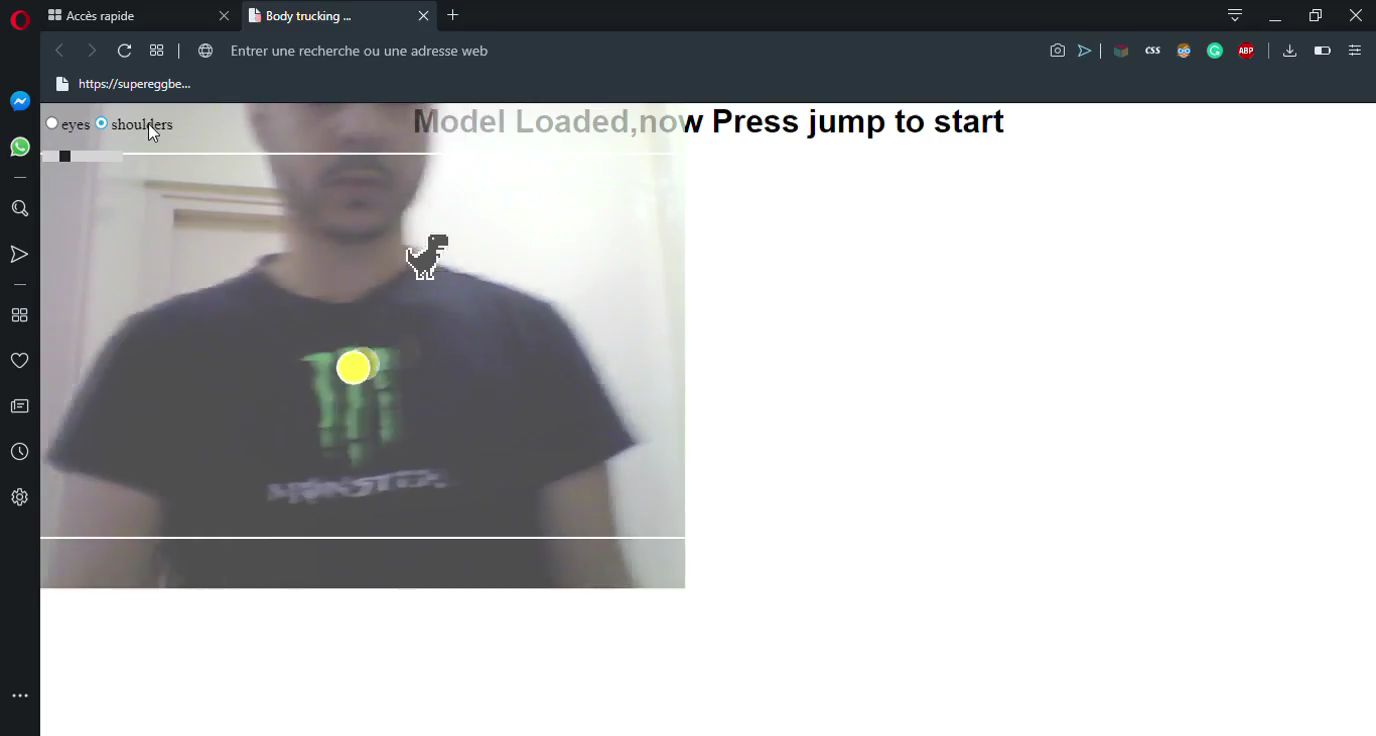 Accès rapide
Body trucking ...
Entrer une recherche ou une adresse web
CSS
ABP
https://supereggbe...
eyes
shoulders
Model Loaded,now Press jump to start
MONSTER